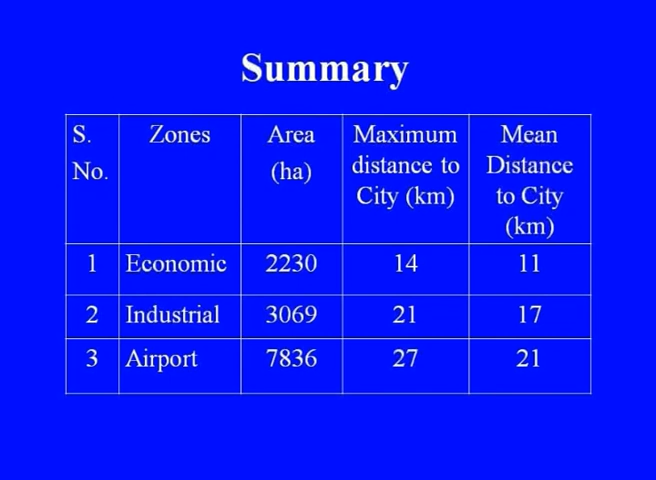 Summary
S. No. Zones Area (ha) Maximum distance to City (km) Mean Distance to City (km)
1 Economic 2230 14 11
2 Industrial 3069 21 17
3 Airport 7836 27 21